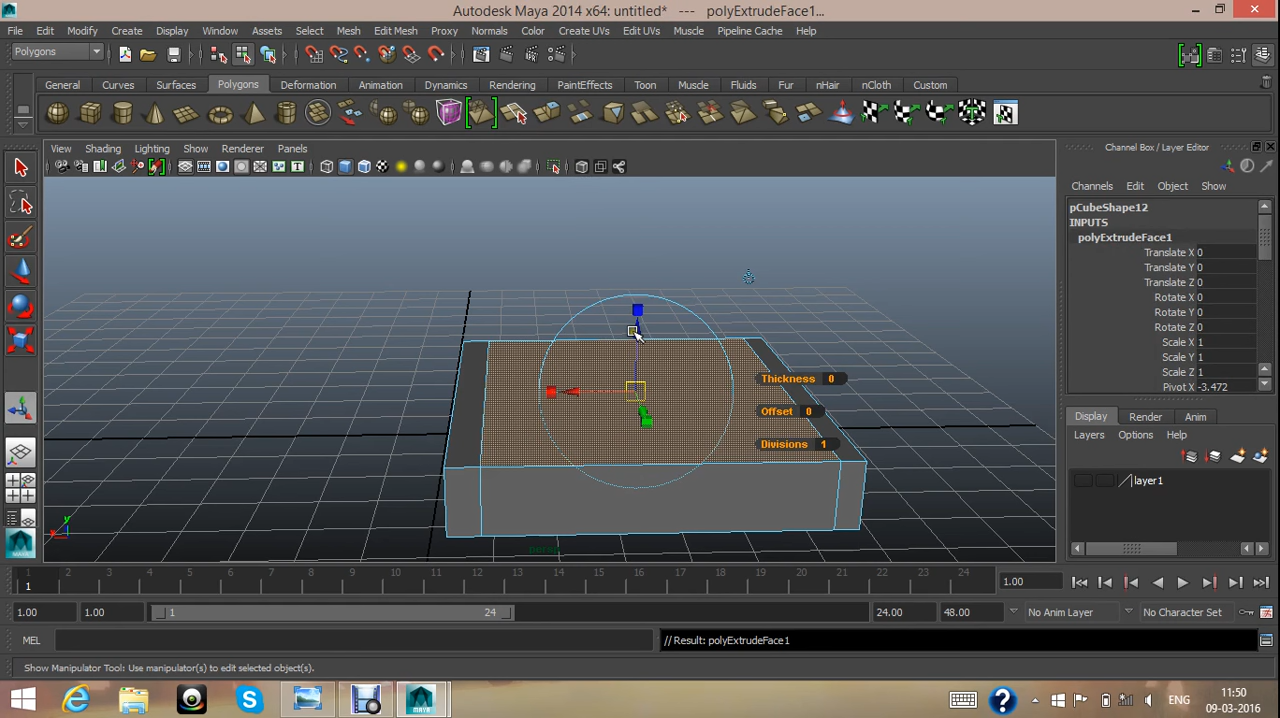 Autodesk Maya 2014 x64: untitled* --- polyExtrudeFace1...
File Edit Modify Create Display Window Assets Select Mesh Edit Mesh Proxy Normals Color Create UVs Edit UVs Muscle Pipeline Cache Help
Polygons
General Curves Surfaces Polygons Deformation Animation Dynamics Rendering PaintEffects Toon Muscle Fluids Fur nHair nCloth Custom
View Shading Lighting Show Renderer Panels
Channel Box / Layer Editor
Channels Edit Object Show
pCubeShape12
INPUTS
polyExtrudeFace1
Translate X 0
Translate Y 0
Translate Z 0
Rotate X 0
Rotate Y 0
Rotate Z 0
Scale X 1
Scale Y 1
Scale Z 1
Pivot X -3.472
Thickness 0
Offset 0
Divisions 1
Display Render Anim
Layers Options Help
layer1
persp
y
x
z
1 2 3 4 5 6 7 8 9 10 11 12 13 14 15 16 17 18 19 20 21 22 23 24
1
1.00
1.00 1.00 1 24 24.00 48.00 No Anim Layer No Character Set
MEL // Result: polyExtrudeFace1
Show Manipulator Tool: Use manipulator(s) to edit selected object(s).
MAYA
ENG
11:50
09-03-2016